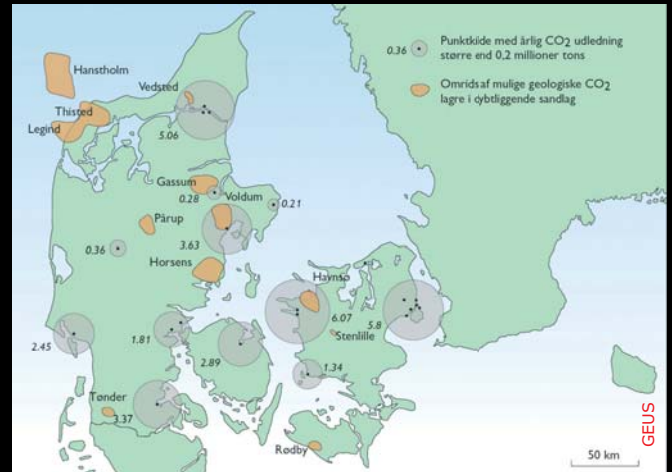 0.36
Punktkilde med årlig CO2 udledning
større end 0,2 millioner tons
Omrids af mulige geologiske CO2
lagre i dybtliggende sandlag
Hanstholm
Vedsted
Thisted
Legind
5.06
Gassum
0.28
Voldum
0.21
Pårup
0.36
3.63
Horsens
Havnsø
6.07
5.8
Stenlille
2.45
1.81
2.89
1.34
Tønder
3.37
Rødby
50 km
GEUS